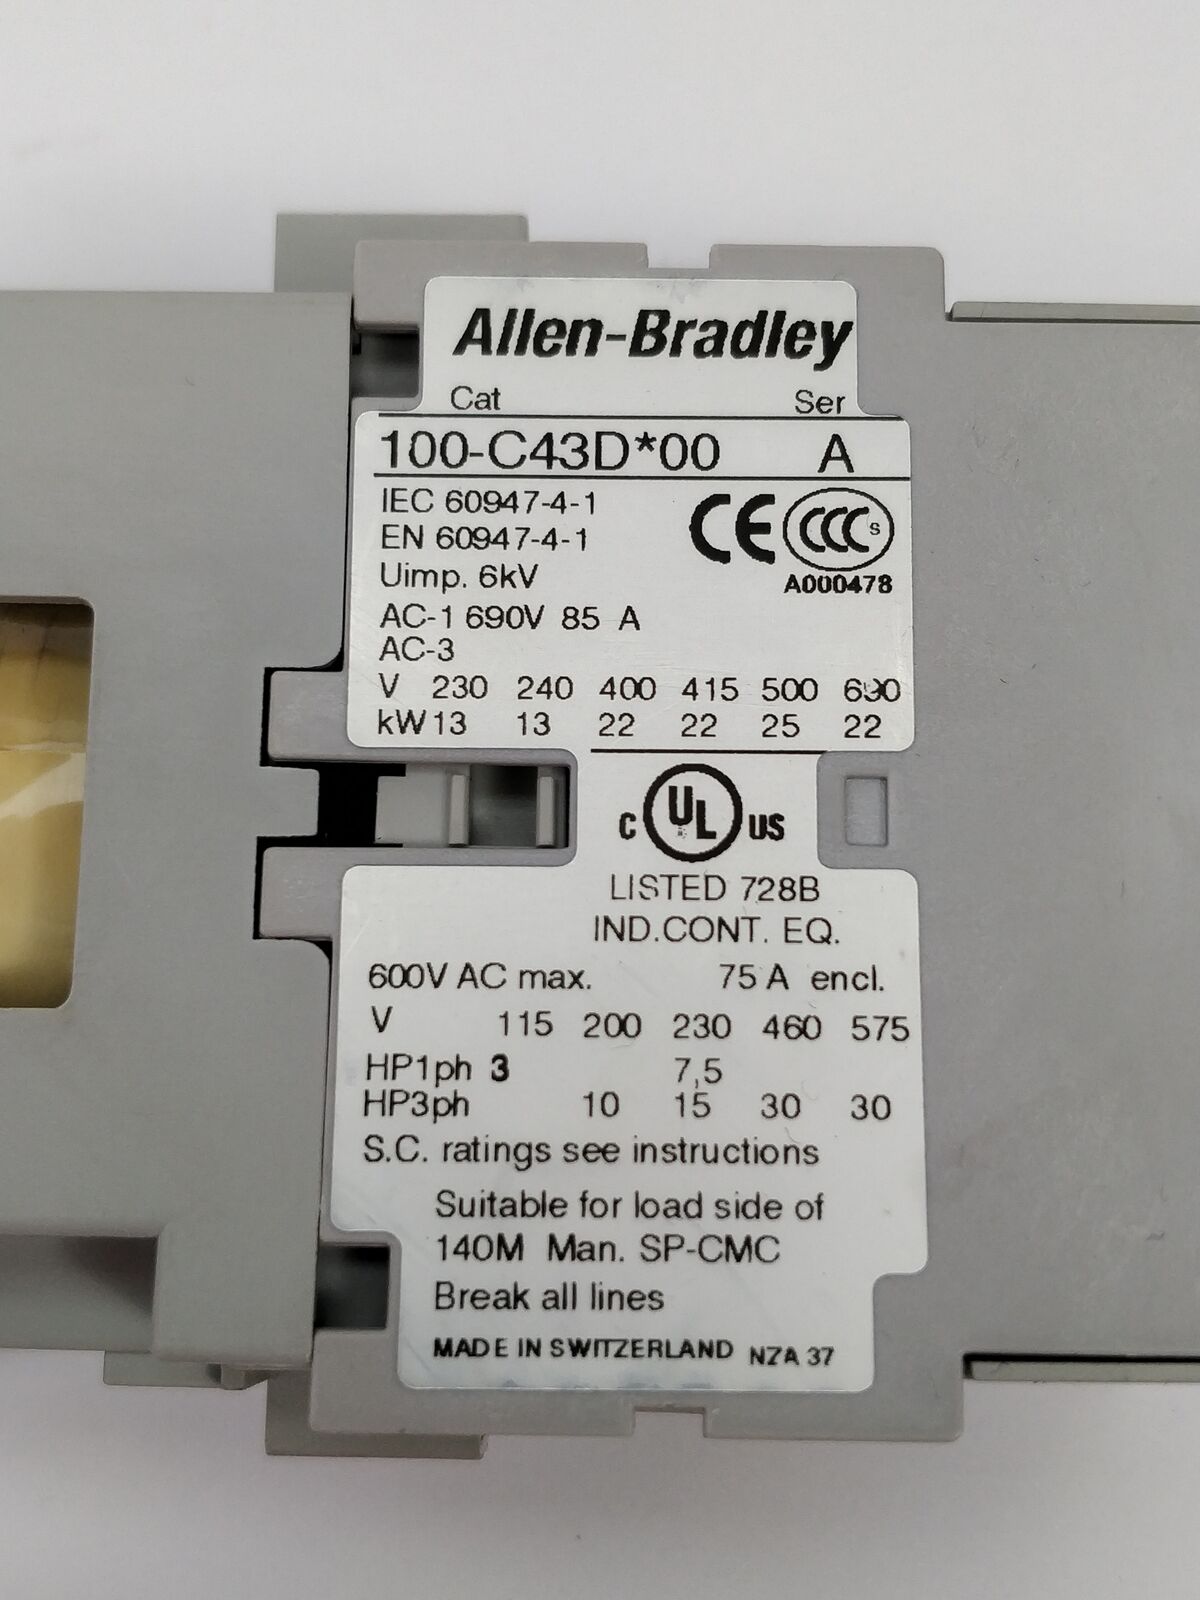 Allen-Bradley
Cat Ser
100-C43D*00 A
IEC 60947-4-1
EN 60947-4-1
CE CCC S
Uimp. 6kV
A000478
AC-1 690V 85 A
AC-3
V 230 240 400 415 500 690
kW 13 13 22 22 25 22
C UL US
LISTED 728B
IND.CONT. EQ.
600V AC max. 75 A encl.
V 115 200 230 460 575
HP1ph 3 7,5
HP3ph 10 15 30 30
S.C. ratings see instructions
Suitable for load side of
140M Man. SP-CMC
Break all lines
MADE IN SWITZERLAND NZA 37